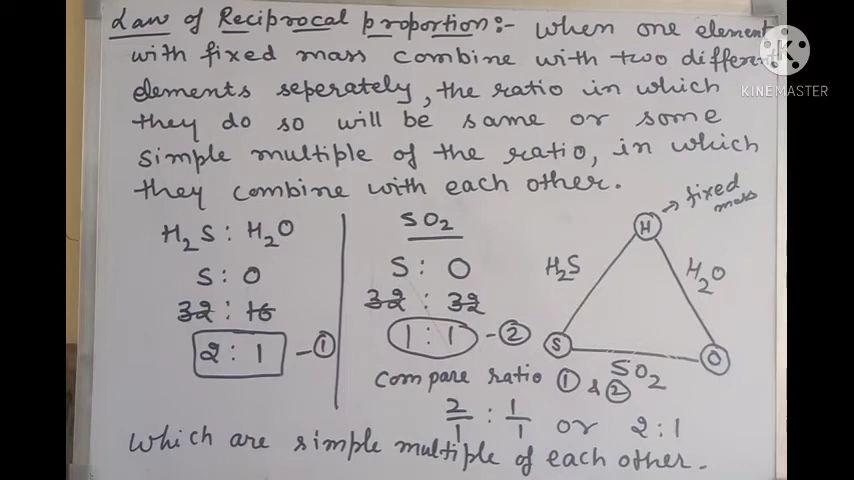 Law of Reciprocal proportion:- when one element
with fixed mass combine with two different
elements seperately, the ratio in which
they do so will be same or some
simple multiple of the ratio, in which
they combine with each other.
H₂S : H₂O
S : O
32 : 16
2 : 1 - ①
SO₂
S : O
32 : 32
1 : 1 - ②
H → fixed mass
H₂S
H₂O
S
O
SO₂
Compare ratio ① & ②
2/1 : 1/1 or 2:1
Which are simple multiple of each other.
K
KINEMASTER